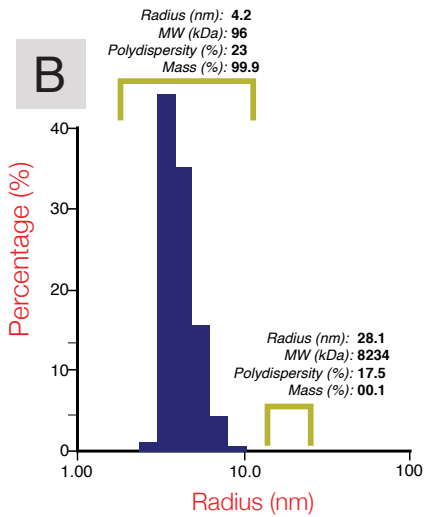 B
Radius (nm): 4.2
MW (kDa): 96
Polydispersity (%): 23
Mass (%): 99.9
Percentage (%)
40
30
20
10
0
Radius (nm): 28.1
MW (kDa): 8234
Polydispersity (%): 17.5
Mass (%): 00.1
1.00 10.0 100
Radius (nm)